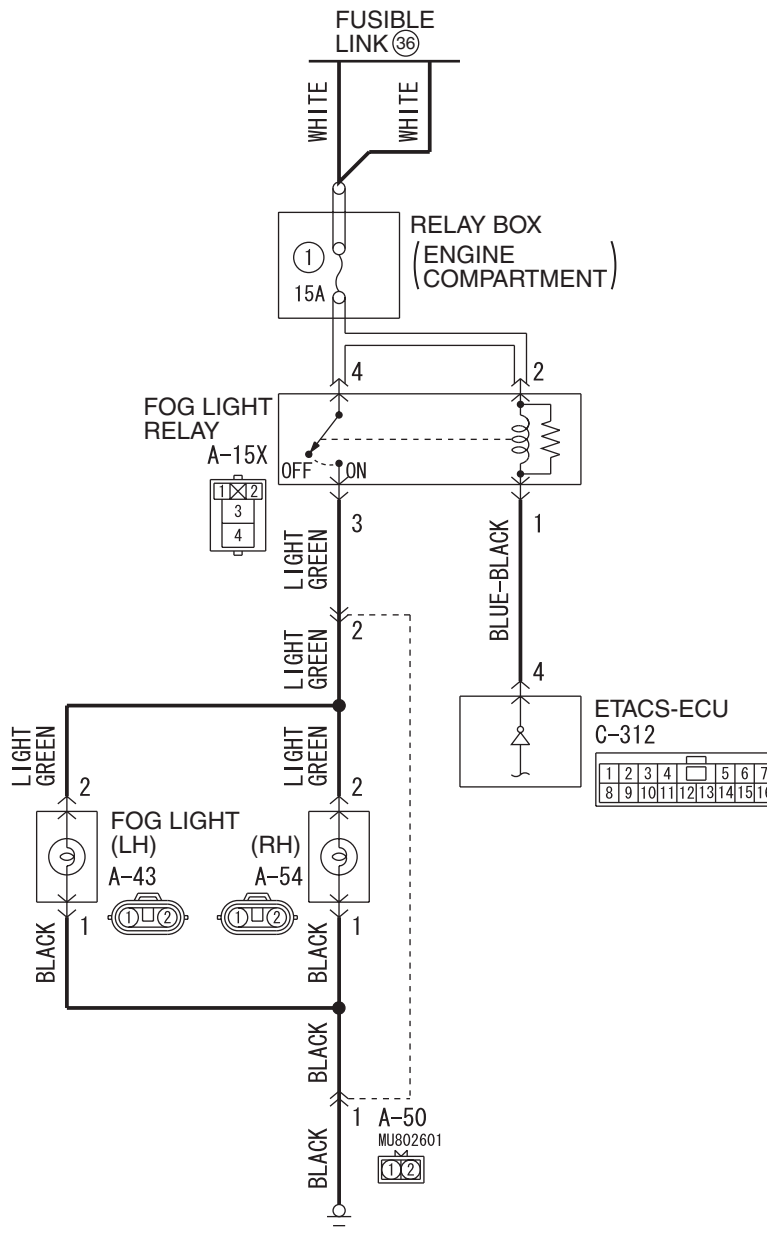 FUSIBLE
LINK 36
WHITE
WHITE
RELAY BOX
(ENGINE
COMPARTMENT)
1
15A
4
2
FOG LIGHT
RELAY
A-15X
OFF
ON
1 2
3
4
3
1
LIGHT
GREEN
BLUE-BLACK
2
LIGHT
GREEN
4
ETACS-ECU
C-312
1 2 3 4 5 6 7
8 9 10 11 12 13 14 15 16
LIGHT
GREEN
LIGHT
GREEN
2
2
FOG LIGHT
(LH)
(RH)
A-43
A-54
1 2
1 2
1
1
BLACK
BLACK
BLACK
1
A-50
MU802601
1 2
BLACK